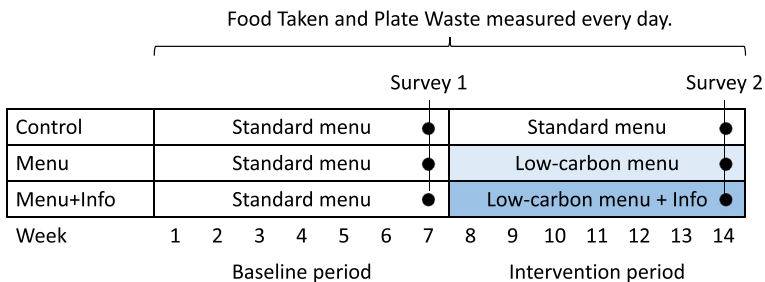 Food Taken and Plate Waste measured every day.
Survey 1 Survey 2
Control Standard menu Standard menu
Menu Standard menu Low-carbon menu
Menu+Info Standard menu Low-carbon menu + Info
Week 1 2 3 4 5 6 7 8 9 10 11 12 13 14
Baseline period Intervention period